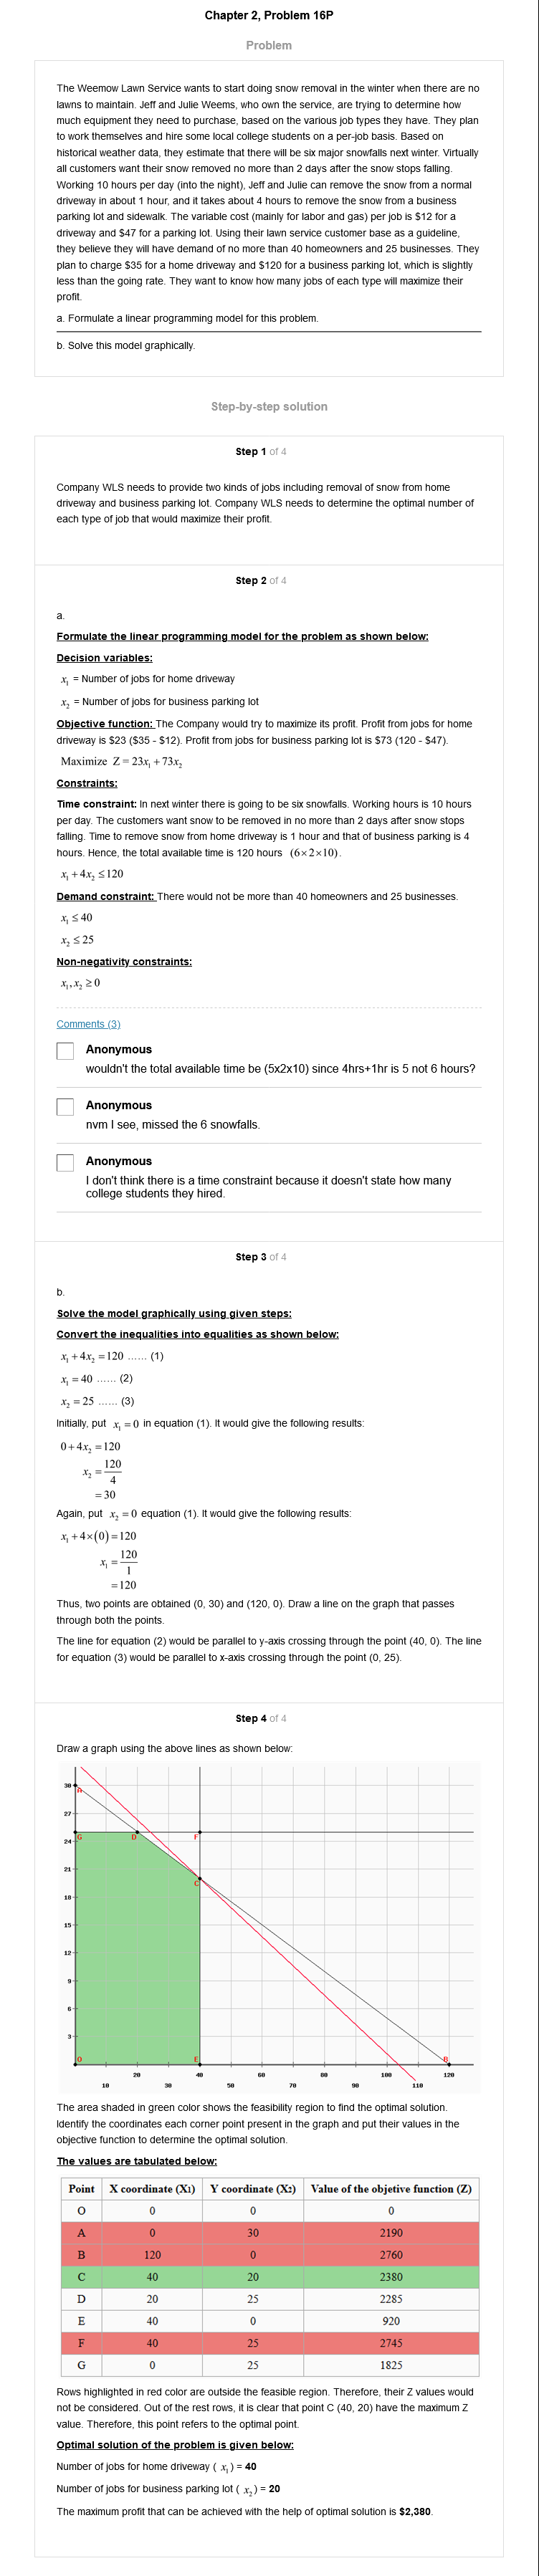 Chapter 2, Problem 16P
Problem
The Weemow Lawn Service wants to start doing snow removal in the winter when there are no
lawns to maintain. Jeff and Julie Weems, who own the service, are trying to determine how
much equipment they need to purchase, based on the various job types they have. They plan
to work themselves and hire some local college students on a per-job basis. Based on
historical weather data, they estimate that there will be six major snowfalls next winter. Virtually
all customers want their snow removed no more than 2 days after the snow stops falling.
Working 10 hours per day (into the night), Jeff and Julie can remove the snow from a normal
driveway in about 1 hour, and it takes about 4 hours to remove the snow from a business
parking lot and sidewalk. The variable cost (mainly for labor and gas) per job is $12 for a
driveway and $47 for a parking lot. Using their lawn service customer base as a guideline,
they believe they will have demand of no more than 40 homeowners and 25 businesses. They
plan to charge $35 for a home driveway and $120 for a business parking lot, which is slightly
less than the going rate. They want to know how many jobs of each type will maximize their
profit.
a. Formulate a linear programming model for this problem.
b. Solve this model graphically.
Step-by-step solution
Step 1 of 4
Company WLS needs to provide two kinds of jobs including removal of snow from home
driveway and business parking lot. Company WLS needs to determine the optimal number of
each type of job that would maximize their profit.
Step 2 of 4
a.
Formulate the linear programming model for the problem as shown below:
Decision variables:
x₁ = Number of jobs for home driveway
x₂ = Number of jobs for business parking lot
Objective function: The Company would try to maximize its profit. Profit from jobs for home
driveway is $23 ($35 - $12). Profit from jobs for business parking lot is $73 (120 - $47).
Maximize Z = 23x₁ + 73x₂
Constraints:
Time constraint: In next winter there is going to be six snowfalls. Working hours is 10 hours
per day. The customers want snow to be removed in no more than 2 days after snow stops
falling. Time to remove snow from home driveway is 1 hour and that of business parking is 4
hours. Hence, the total available time is 120 hours (6×2×10).
x₁ + 4x₂ ≤ 120
Demand constraint: There would not be more than 40 homeowners and 25 businesses.
x₁ ≤ 40
x₂ ≤ 25
Non-negativity constraints:
x₁, x₂ ≥ 0
Comments (3)
Anonymous
wouldn't the total available time be (5x2x10) since 4hrs+1hr is 5 not 6 hours?
Anonymous
nvm I see, missed the 6 snowfalls.
Anonymous
I don't think there is a time constraint because it doesn't state how many
college students they hired.
Step 3 of 4
b.
Solve the model graphically using given steps:
Convert the inequalities into equalities as shown below:
x₁ + 4x₂ = 120 ...... (1)
x₁ = 40 ...... (2)
x₂ = 25 ...... (3)
Initially, put x₁ = 0 in equation (1). It would give the following results:
0 + 4x₂ = 120
x₂ = 120/4
= 30
Again, put x₂ = 0 equation (1). It would give the following results:
x₁ + 4×(0) = 120
x₁ = 120/1
= 120
Thus, two points are obtained (0, 30) and (120, 0). Draw a line on the graph that passes
through both the points.
The line for equation (2) would be parallel to y-axis crossing through the point (40, 0). The line
for equation (3) would be parallel to x-axis crossing through the point (0, 25).
Step 4 of 4
Draw a graph using the above lines as shown below:
30 A
27
G D F
24
21
C
18
15
12
9
6
3
O E B
20 40 60 80 100 120
10 30 50 70 90 110
The area shaded in green color shows the feasibility region to find the optimal solution.
Identify the coordinates each corner point present in the graph and put their values in the
objective function to determine the optimal solution.
The values are tabulated below:
Point X coordinate (X1) Y coordinate (X2) Value of the objetive function (Z)
O 0 0 0
A 0 30 2190
B 120 0 2760
C 40 20 2380
D 20 25 2285
E 40 0 920
F 40 25 2745
G 0 25 1825
Rows highlighted in red color are outside the feasible region. Therefore, their Z values would
not be considered. Out of the rest rows, it is clear that point C (40, 20) have the maximum Z
value. Therefore, this point refers to the optimal point.
Optimal solution of the problem is given below:
Number of jobs for home driveway ( x₁ ) = 40
Number of jobs for business parking lot ( x₂ ) = 20
The maximum profit that can be achieved with the help of optimal solution is $2,380.